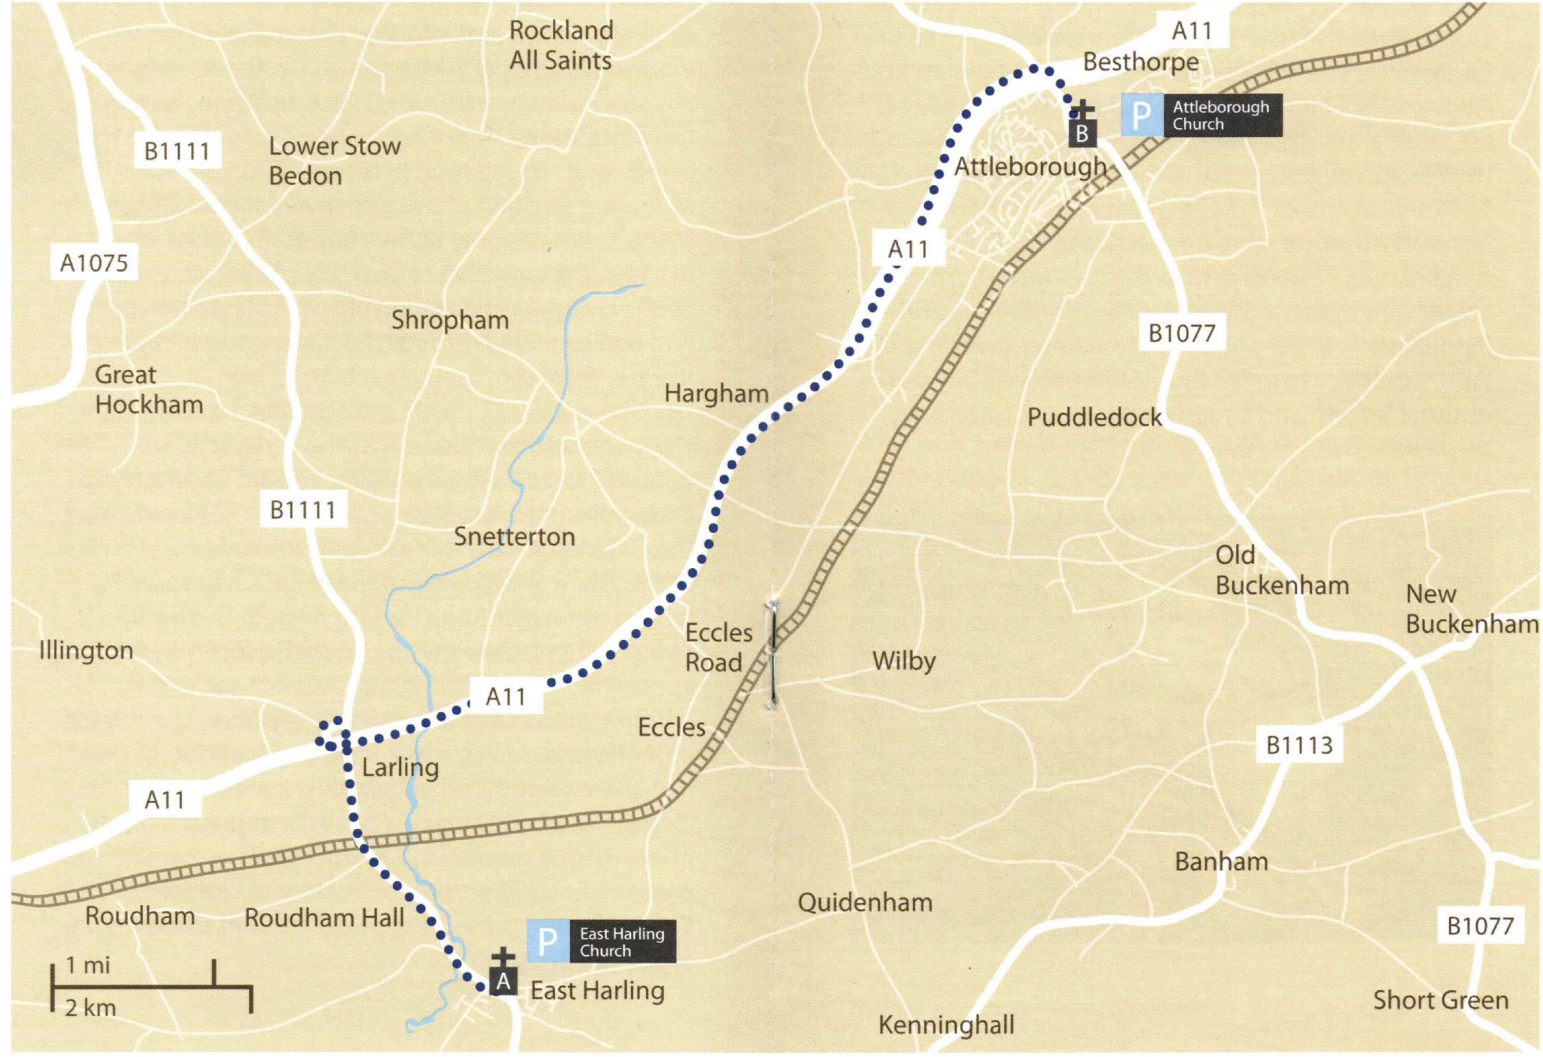 Rockland
All Saints
A11
Besthorpe
P
Attleborough
Church
B
B1111
Lower Stow
Bedon
Attleborough
A1075
A11
Shropham
B1077
Great
Hockham
Hargham
Puddledock
B1111
Snetterton
Old
Buckenham
New
Buckenham
Illington
Eccles
Road
Wilby
A11
Eccles
B1113
Larling
A11
Banham
Roudham
Roudham Hall
Quidenham
P
East Harling
Church
B1077
1 mi
2 km
A
East Harling
Short Green
Kenninghall